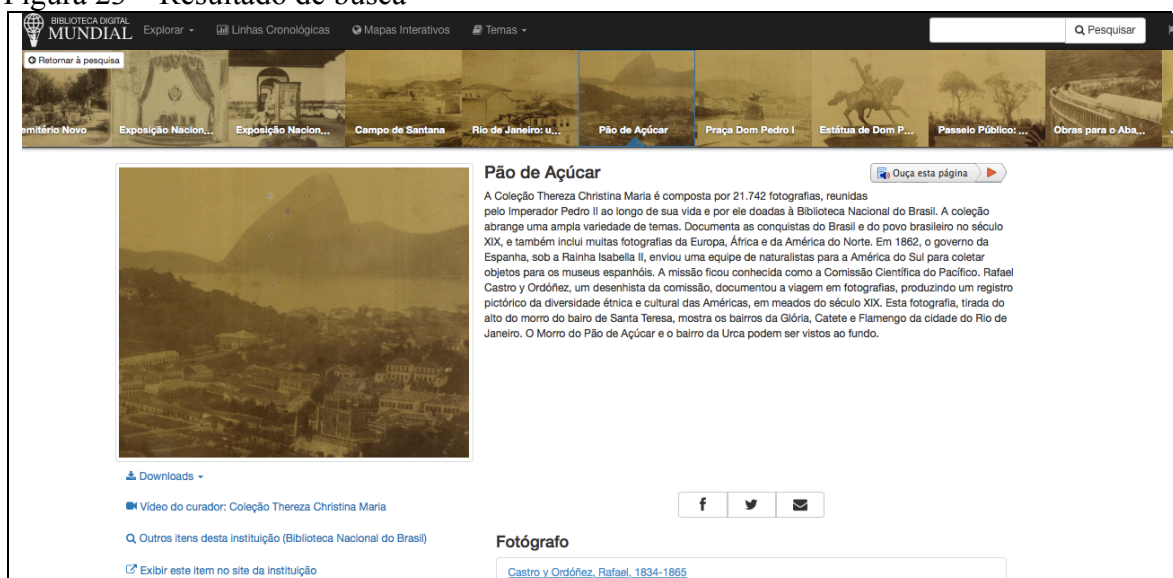 Figura 23 – Resultado de busca
BIBLIOTECA DIGITAL
MUNDIAL
Explorar
Linhas Cronológicas
Mapas Interativos
Temas
Pesquisar
Retornar à pesquisa
emitério Novo
Exposição Nacion...
Exposição Nacion...
Campo de Santana
Rio de Janeiro: u...
Pão de Açúcar
Praça Dom Pedro I
Estátua de Dom P...
Passeio Público: ...
Obras para o Aba...
Pão de Açúcar
Ouça esta página
A Coleção Thereza Christina Maria é composta por 21.742 fotografias, reunidas
pelo Imperador Pedro II ao longo de sua vida e por ele doadas à Biblioteca Nacional do Brasil. A coleção
abrange uma ampla variedade de temas. Documenta as conquistas do Brasil e do povo brasileiro no século
XIX, e também inclui muitas fotografias da Europa, África e da América do Norte. Em 1862, o governo da
Espanha, sob a Rainha Isabella II, enviou uma equipe de naturalistas para a América do Sul para coletar
objetos para os museus espanhóis. A missão ficou conhecida como a Comissão Científica do Pacífico. Rafael
Castro y Ordóñez, um desenhista da comissão, documentou a viagem em fotografias, produzindo um registro
pictórico da diversidade étnica e cultural das Américas, em meados do século XIX. Esta fotografia, tirada do
alto do morro do bairo de Santa Teresa, mostra os bairros da Glória, Catete e Flamengo da cidade do Rio de
Janeiro. O Morro do Pão de Açúcar e o bairro da Urca podem ser vistos ao fundo.
Downloads
Vídeo do curador: Coleção Thereza Christina Maria
Outros itens desta instituição (Biblioteca Nacional do Brasil)
Exibir este item no site da instituição
Fotógrafo
Castro y Ordóñez, Rafael, 1834-1865